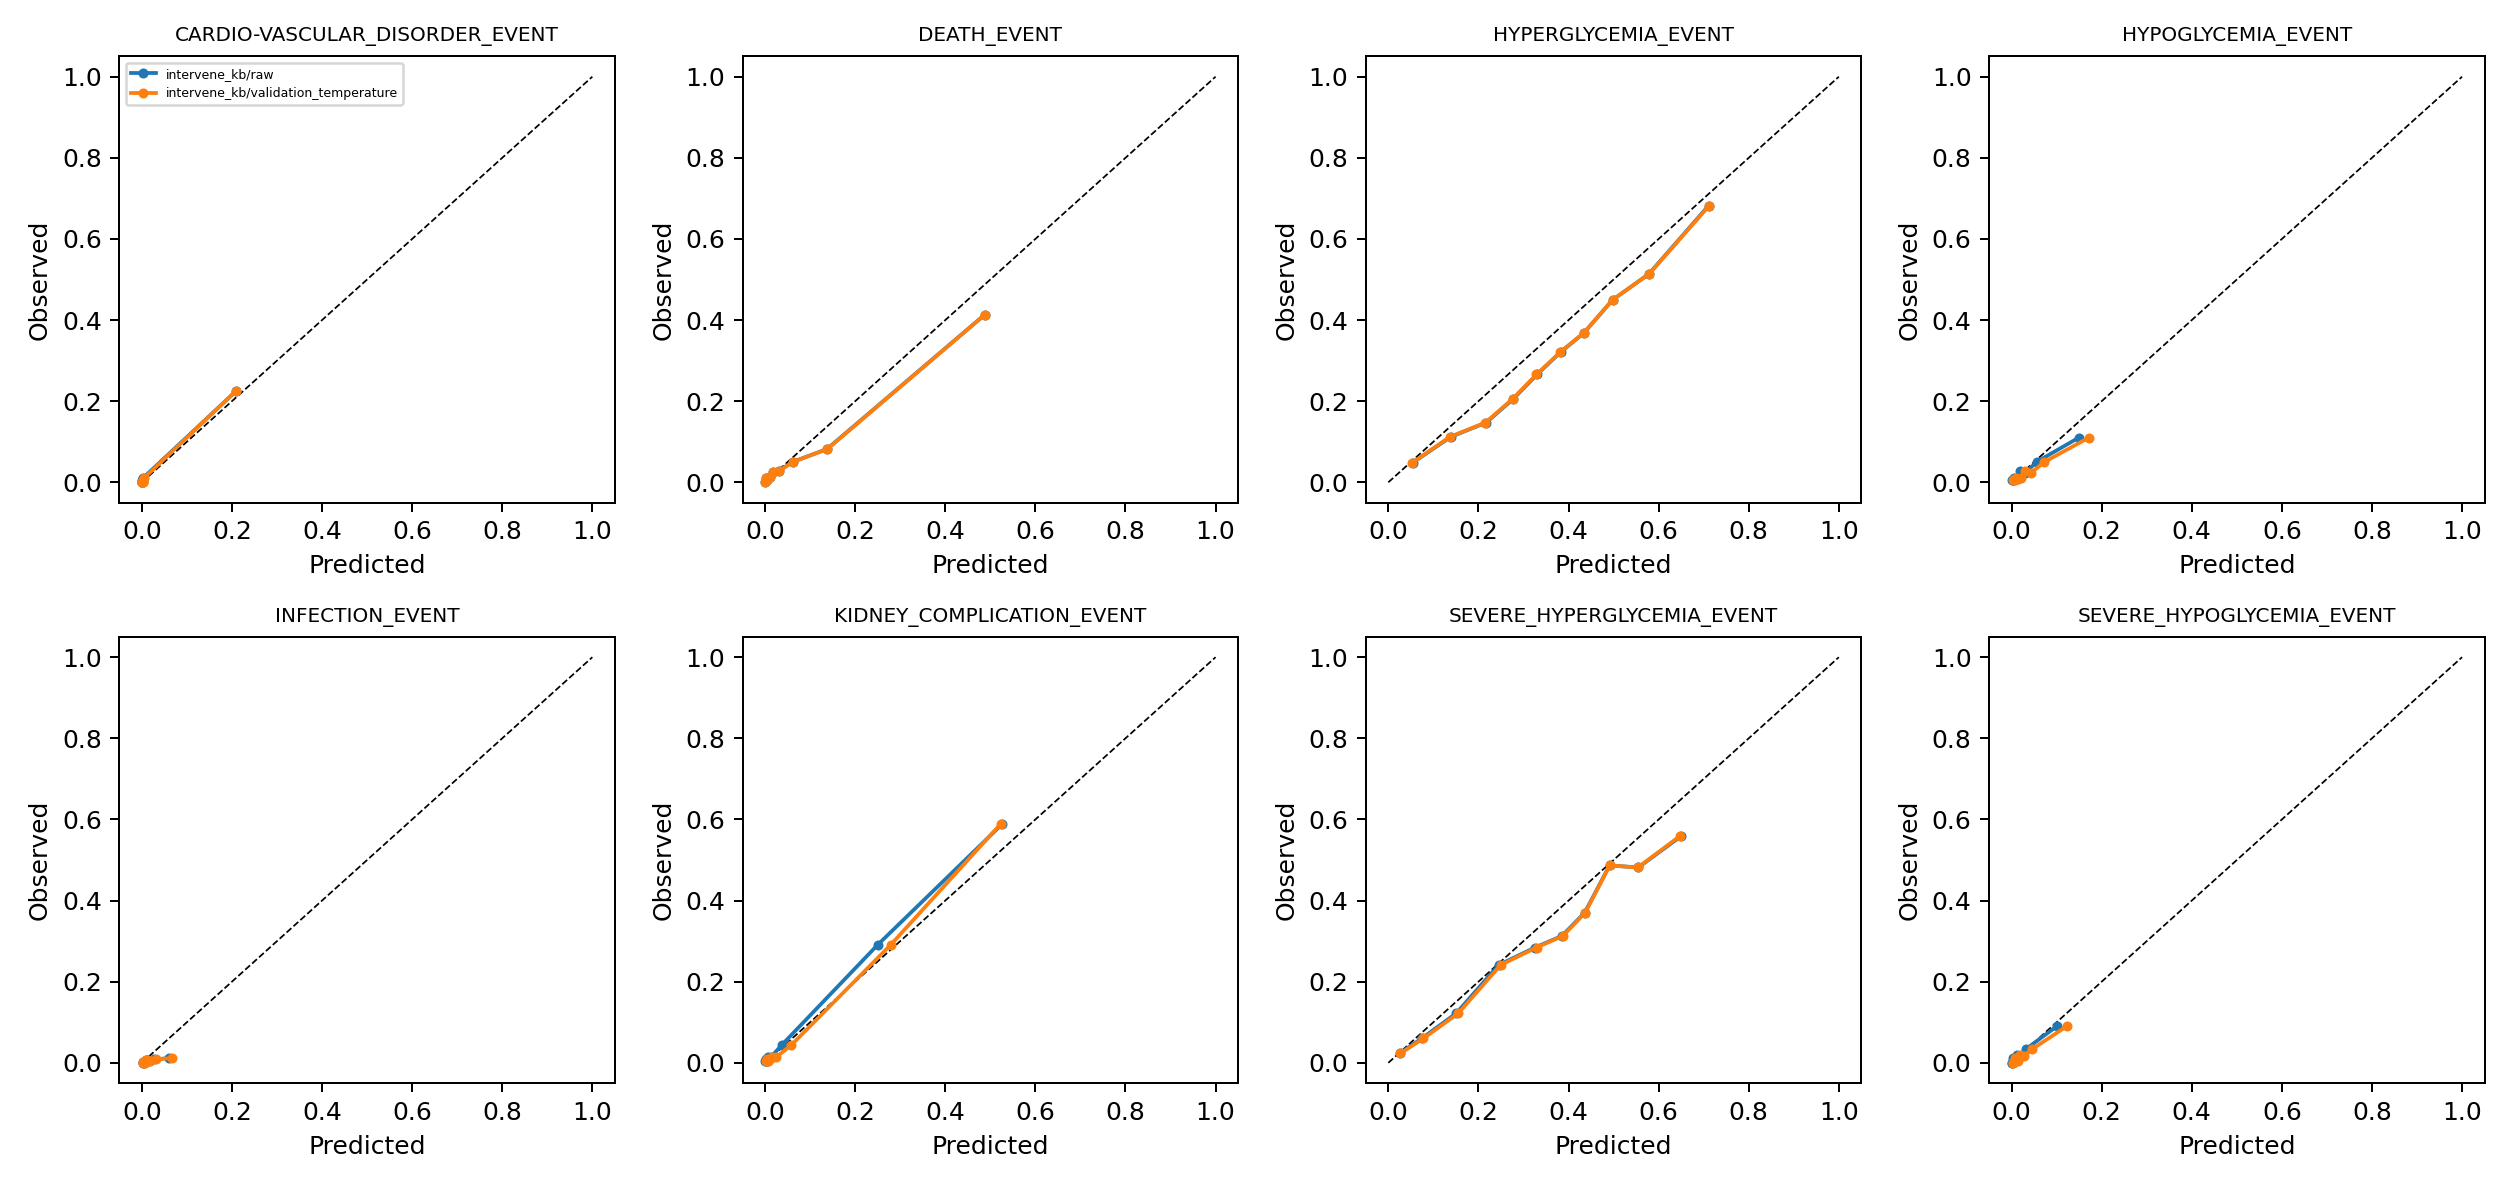 CARDIO-VASCULAR_DISORDER_EVENT
intervene_kb/raw
intervene_kb/validation_temperature
1.0
0.8
0.6
0.4
0.2
0.0
Observed
0.0 0.2 0.4 0.6 0.8 1.0
Predicted
DEATH_EVENT
1.0
0.8
0.6
0.4
0.2
0.0
Observed
0.0 0.2 0.4 0.6 0.8 1.0
Predicted
HYPERGLYCEMIA_EVENT
1.0
0.8
0.6
0.4
0.2
0.0
Observed
0.0 0.2 0.4 0.6 0.8 1.0
Predicted
HYPOGLYCEMIA_EVENT
1.0
0.8
0.6
0.4
0.2
0.0
Observed
0.0 0.2 0.4 0.6 0.8 1.0
Predicted
INFECTION_EVENT
1.0
0.8
0.6
0.4
0.2
0.0
Observed
0.0 0.2 0.4 0.6 0.8 1.0
Predicted
KIDNEY_COMPLICATION_EVENT
1.0
0.8
0.6
0.4
0.2
0.0
Observed
0.0 0.2 0.4 0.6 0.8 1.0
Predicted
SEVERE_HYPERGLYCEMIA_EVENT
1.0
0.8
0.6
0.4
0.2
0.0
Observed
0.0 0.2 0.4 0.6 0.8 1.0
Predicted
SEVERE_HYPOGLYCEMIA_EVENT
1.0
0.8
0.6
0.4
0.2
0.0
Observed
0.0 0.2 0.4 0.6 0.8 1.0
Predicted